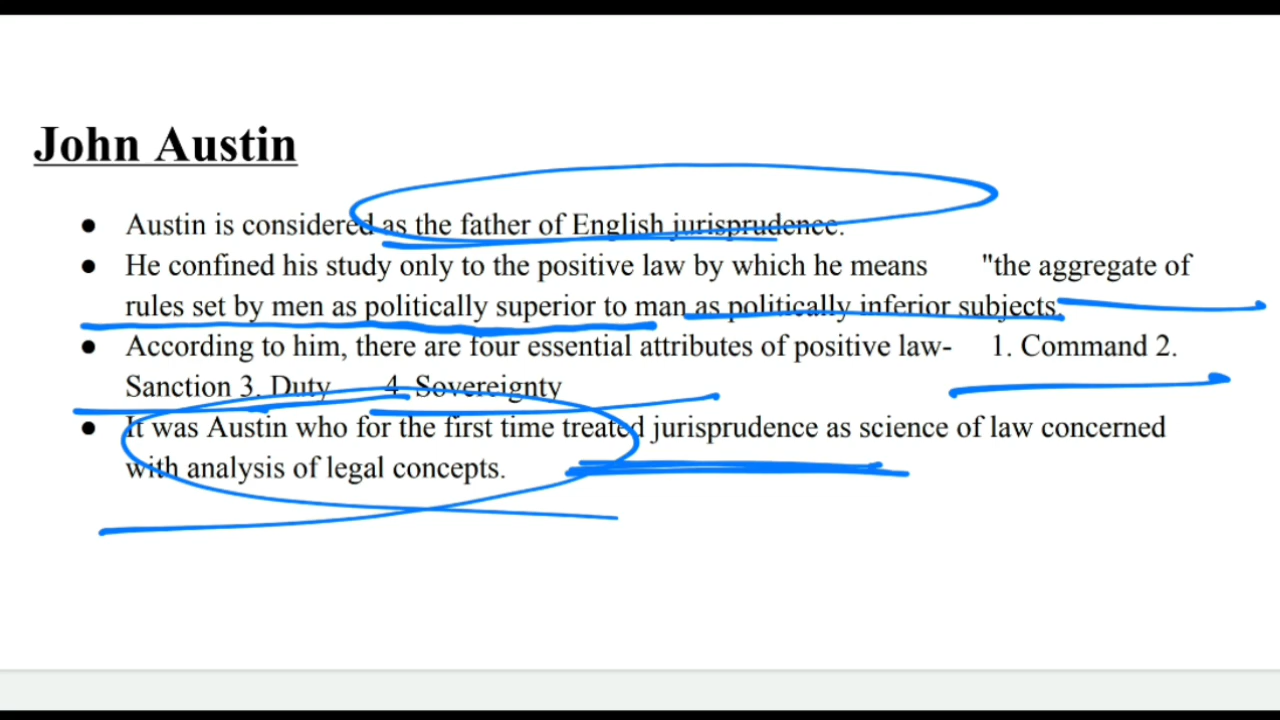 John Austin
● Austin is considered as the father of English jurisprudence.
● He confined his study only to the positive law by which he means "the aggregate of
rules set by men as politically superior to man as politically inferior subjects.
● According to him, there are four essential attributes of positive law- 1. Command 2.
Sanction 3. Duty 4. Sovereignty
● It was Austin who for the first time treated jurisprudence as science of law concerned
with analysis of legal concepts.